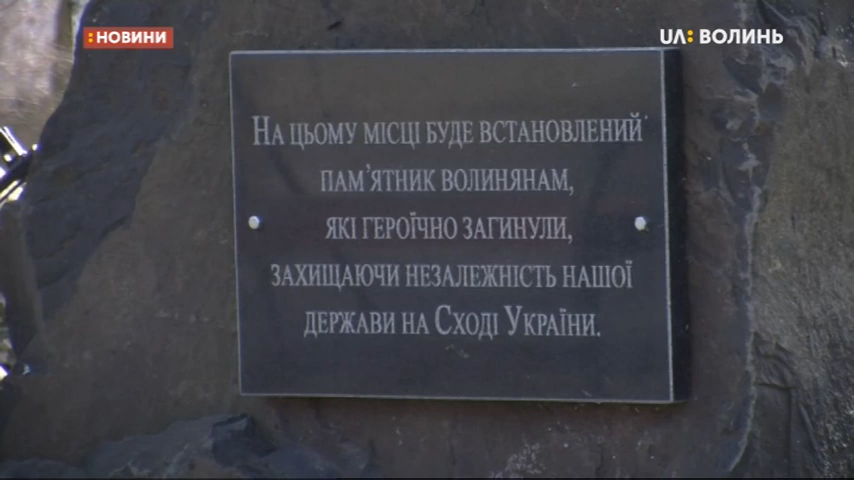 :НОВИНИ
UA: ВОЛИНЬ
НА ЦЬОМУ МІСЦІ БУДЕ ВСТАНОВЛЕНИЙ
ПАМ'ЯТНИК ВОЛИНЯНАМ,
ЯКІ ГЕРОЇЧНО ЗАГИНУЛИ,
ЗАХИЩАЮЧИ НЕЗАЛЕЖНІСТЬ НАШОЇ
ДЕРЖАВИ НА СХОДІ УКРАЇНИ.